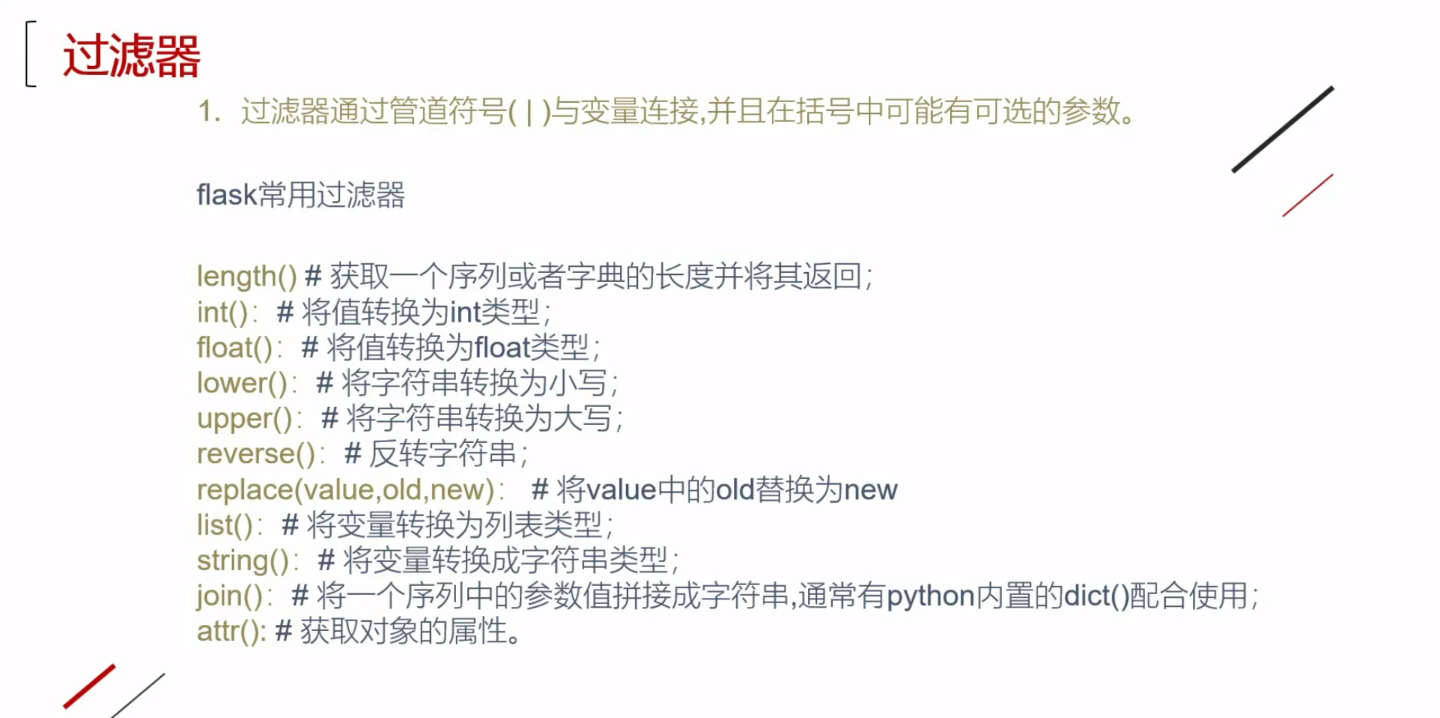 过滤器
1. 过滤器通过管道符号( | )与变量连接,并且在括号中可能有可选的参数。
flask常用过滤器
length() # 获取一个序列或者字典的长度并将其返回；
int()： # 将值转换为int类型；
float()： # 将值转换为float类型；
lower()： # 将字符串转换为小写；
upper()： # 将字符串转换为大写；
reverse()： # 反转字符串；
replace(value,old,new)： # 将value中的old替换为new
list()： # 将变量转换为列表类型；
string()： # 将变量转换成字符串类型；
join()： # 将一个序列中的参数值拼接成字符串,通常有python内置的dict()配合使用；
attr(): # 获取对象的属性。